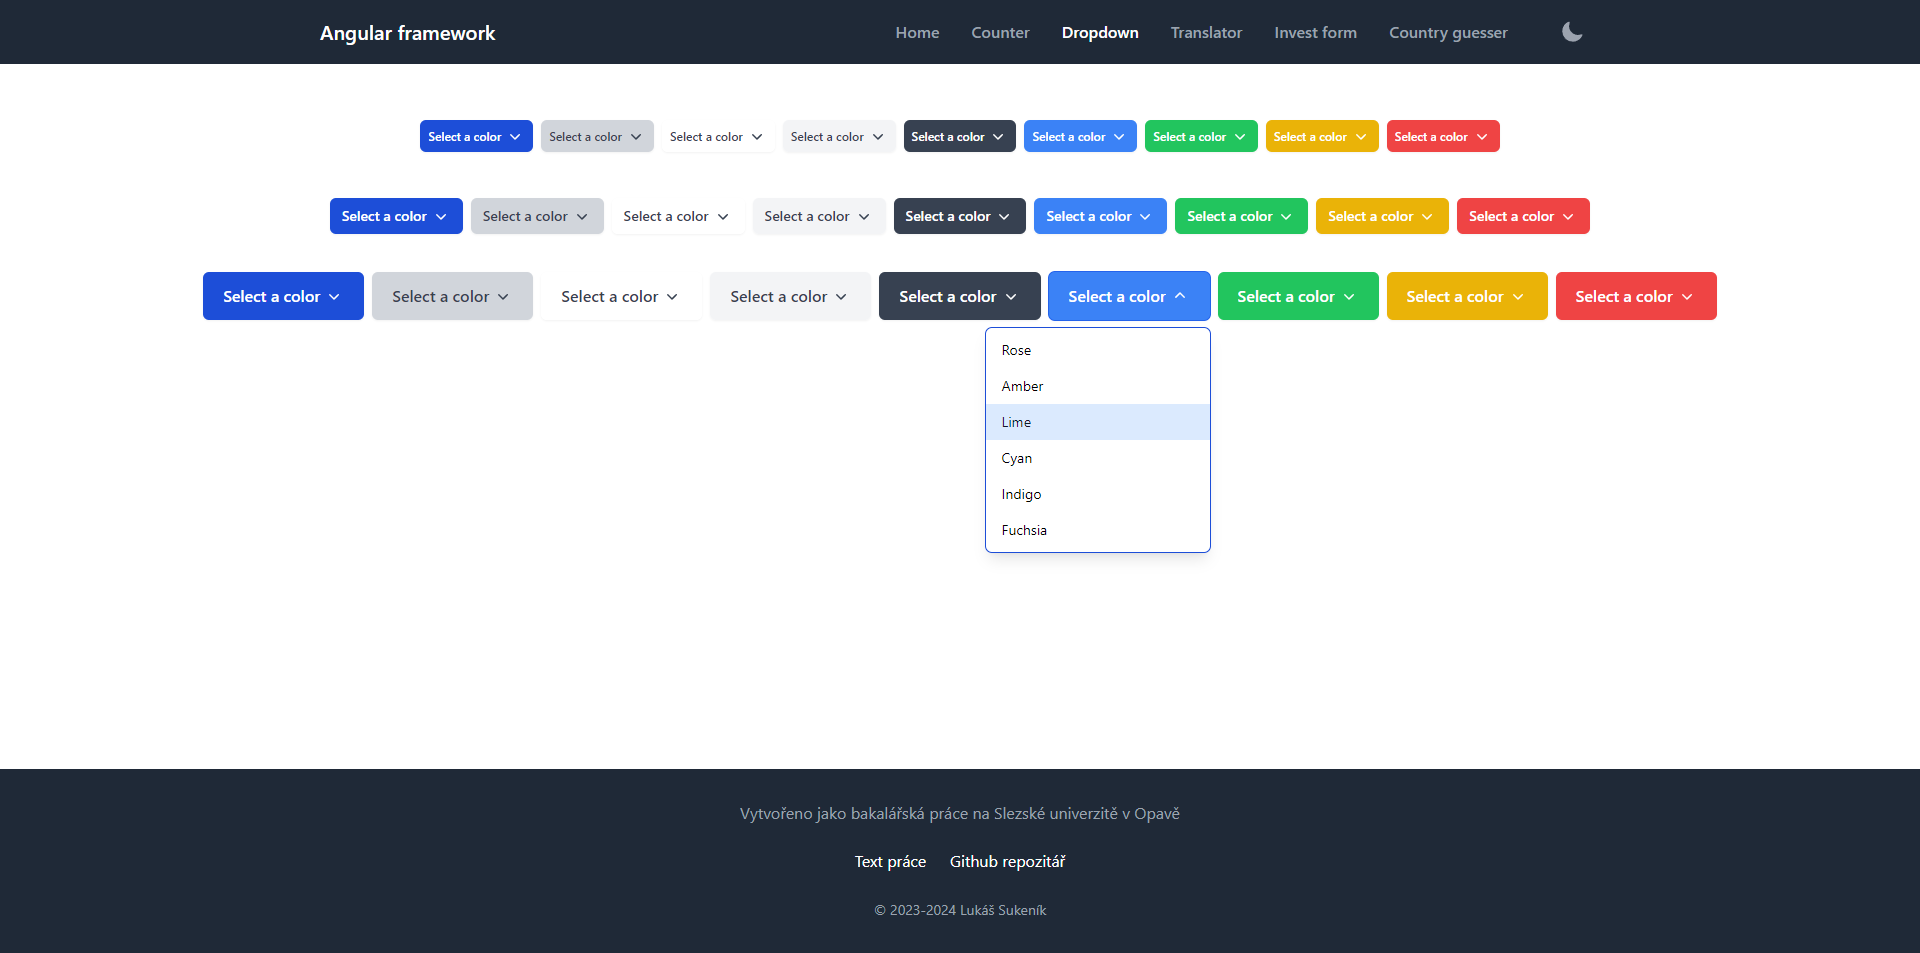 Angular framework Home Counter Dropdown Translator Invest form Country guesser
Select a color Select a color Select a color Select a color Select a color Select a color Select a color Select a color Select a color
Select a color Select a color Select a color Select a color Select a color Select a color Select a color Select a color Select a color
Select a color Select a color Select a color Select a color Select a color Select a color Select a color Select a color Select a color
Rose
Amber
Lime
Cyan
Indigo
Fuchsia
Vytvořeno jako bakalářská práce na Slezské univerzitě v Opavě
Text práce Github repozitář
© 2023-2024 Lukáš Sukeník